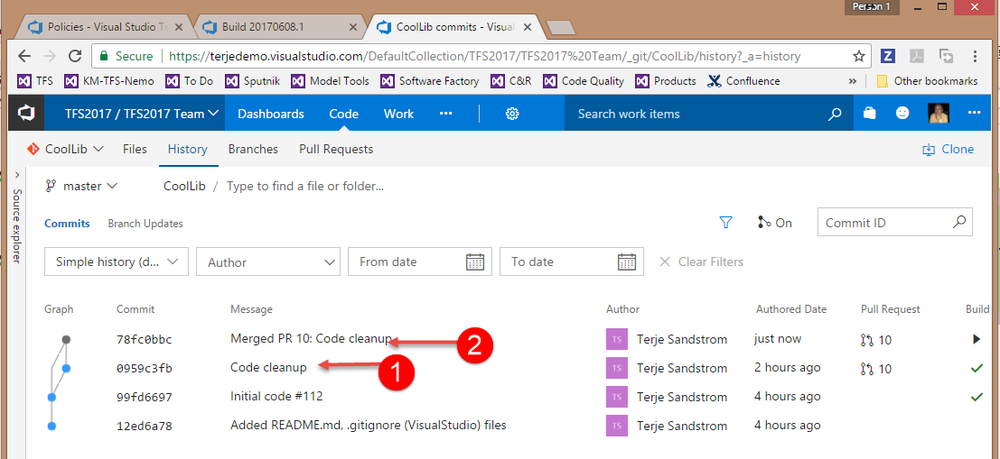 Person 1
Policies - Visual Studio T
Build 20170608.1
CoolLib commits - Visual
Secure https://terjedemo.visualstudio.com/DefaultCollection/TFS2017/TFS2017%20Team/_git/CoolLib/history?_a=history
TFS KM-TFS-Nemo To Do Sputnik Model Tools Software Factory C&R Code Quality Products Confluence » Other bookmarks
TFS2017 / TFS2017 Team Dashboards Code Work ··· Search work items ···
CoolLib Files History Branches Pull Requests Clone
Source explorer
master CoolLib / Type to find a file or folder...
Commits Branch Updates On Commit ID
Simple history (d... Author From date To date Clear Filters
Graph Commit Message Author Authored Date Pull Request Build
78fc0bbc Merged PR 10: Code cleanup 2 TS Terje Sandstrom just now 10
0959c3fb Code cleanup 1 TS Terje Sandstrom 2 hours ago 10
99fd6697 Initial code #112 TS Terje Sandstrom 4 hours ago
12ed6a78 Added README.md, .gitignore (VisualStudio) files TS Terje Sandstrom 4 hours ago